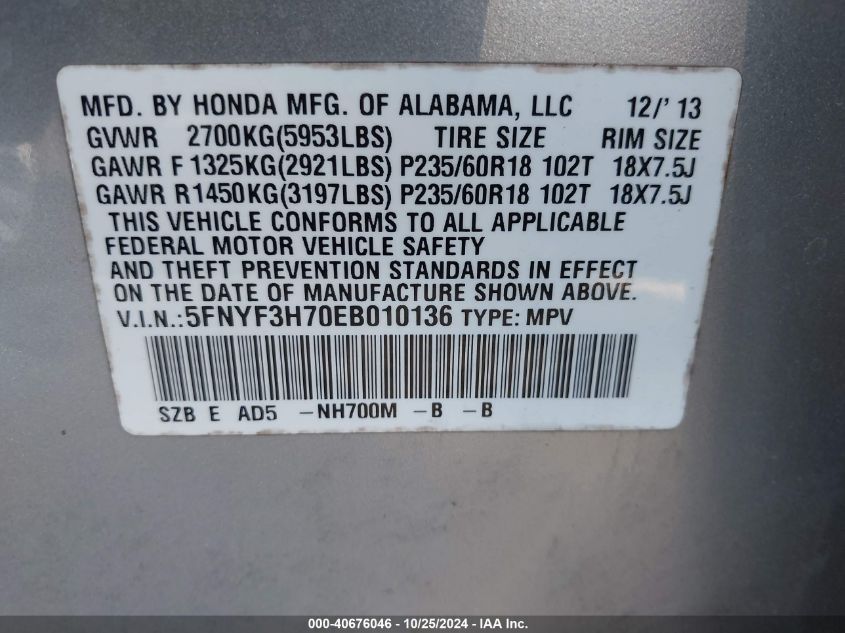 MFD. BY HONDA MFG. OF ALABAMA, LLC 12/'13
GVWR 2700KG(5953LBS) TIRE SIZE RIM SIZE
GAWR F 1325KG(2921LBS) P235/60R18 102T 18X7.5J
GAWR R1450KG(3197LBS) P235/60R18 102T 18X7.5J
THIS VEHICLE CONFORMS TO ALL APPLICABLE
FEDERAL MOTOR VEHICLE SAFETY
AND THEFT PREVENTION STANDARDS IN EFFECT
ON THE DATE OF MANUFACTURE SHOWN ABOVE.
V.I.N.:5FNYF3H70EB010136 TYPE: MPV
SZB E AD5 -NH700M -B -B
000-40676046 - 10/25/2024 - IAA Inc.